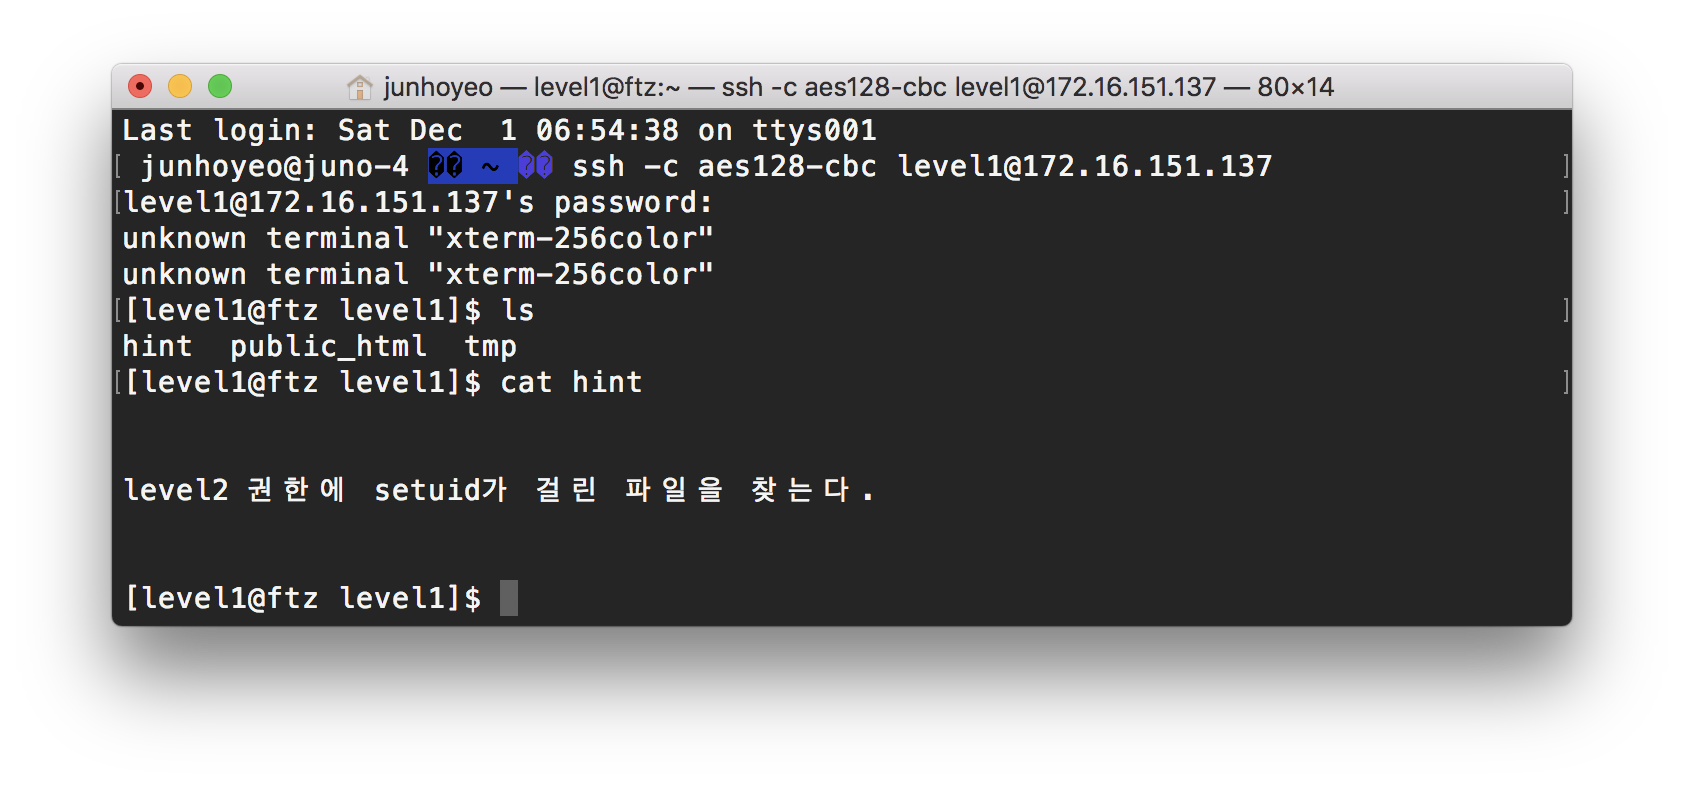 junhoyeo — level1@ftz:~ — ssh -c aes128-cbc level1@172.16.151.137 — 80×14
Last login: Sat Dec  1 06:54:38 on ttys001
[ junhoyeo@juno-4 �� ~ �� ssh -c aes128-cbc level1@172.16.151.137 ]
[level1@172.16.151.137's password: ]
unknown terminal "xterm-256color"
unknown terminal "xterm-256color"
[[level1@ftz level1]$ ls ]
hint  public_html  tmp
[[level1@ftz level1]$ cat hint ]
level2 권한에 setuid가 걸린 파일을 찾는다.
[level1@ftz level1]$